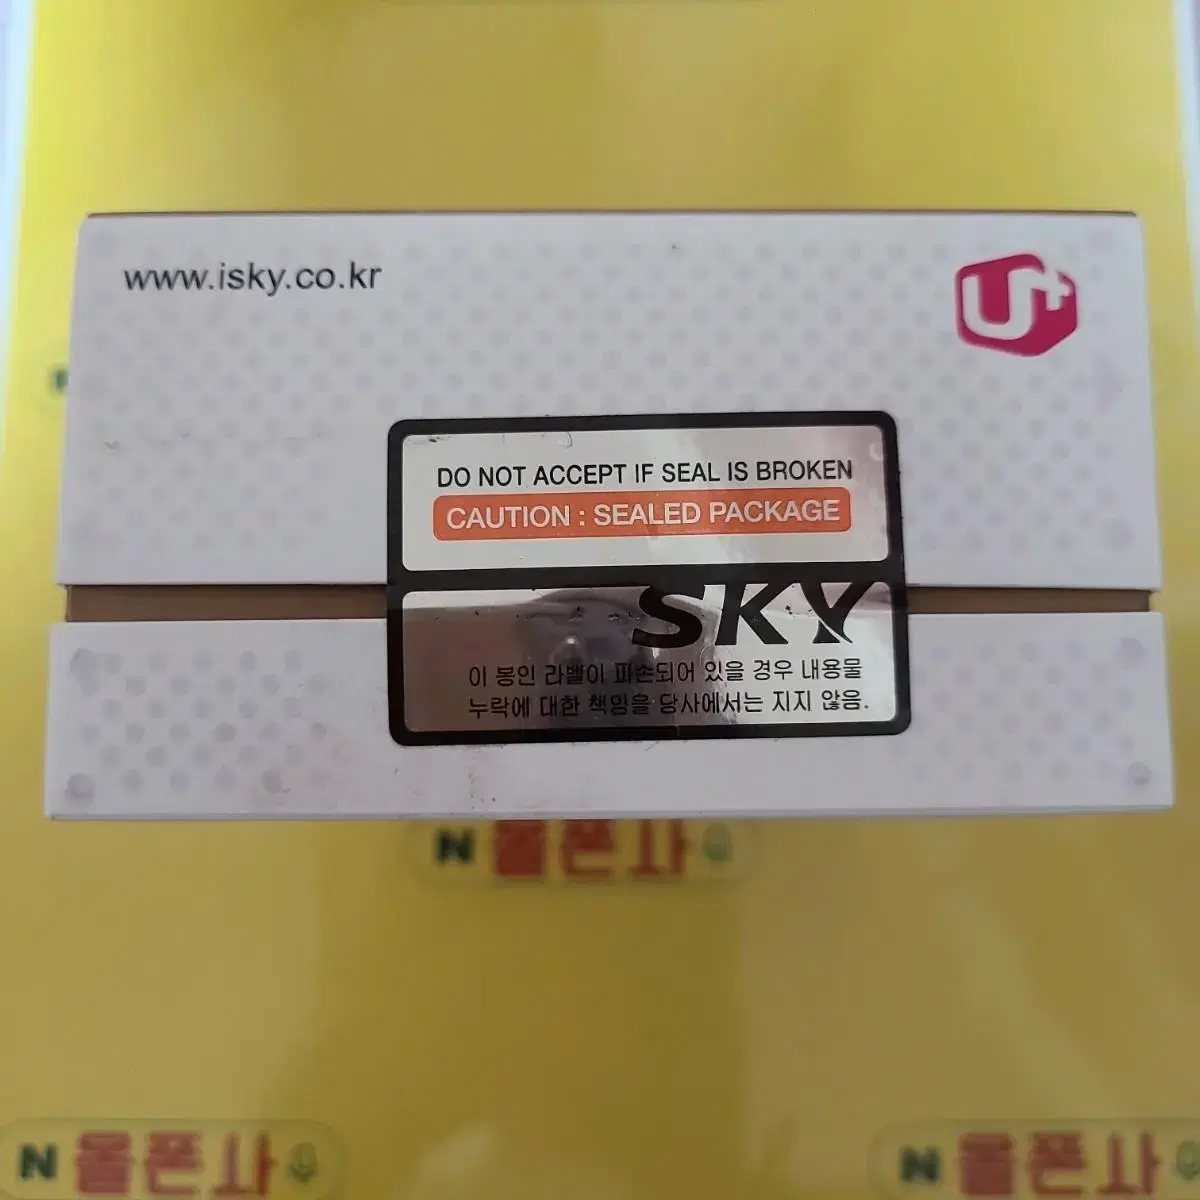 www.isky.co.kr
U+
DO NOT ACCEPT IF SEAL IS BROKEN
CAUTION : SEALED PACKAGE
SKY
이 봉인 라벨이 파손되어 있을 경우 내용물
누락에 대한 책임을 당사에서는 지지 않음.
N 올폰사
N 올폰사
N 올폰사